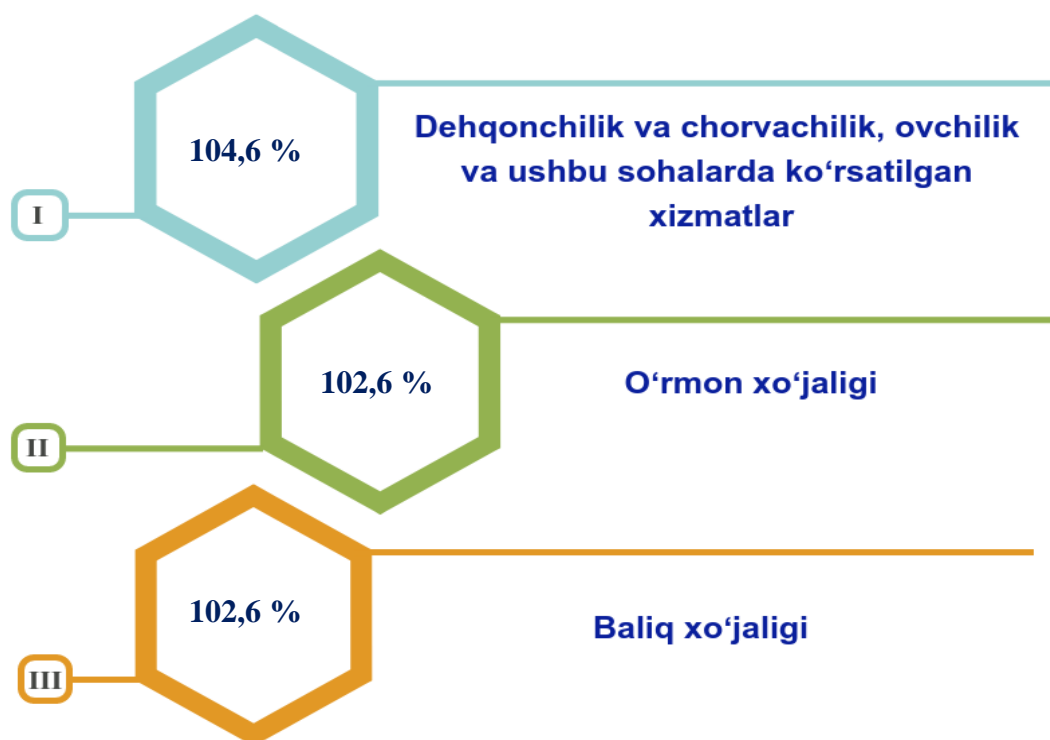 104,6 %
Dehqonchilik va chorvachilik, ovchilik
va ushbu sohalarda ko‘rsatilgan
xizmatlar
I
102,6 %
O‘rmon xo‘jaligi
II
102,6 %
Baliq xo‘jaligi
III